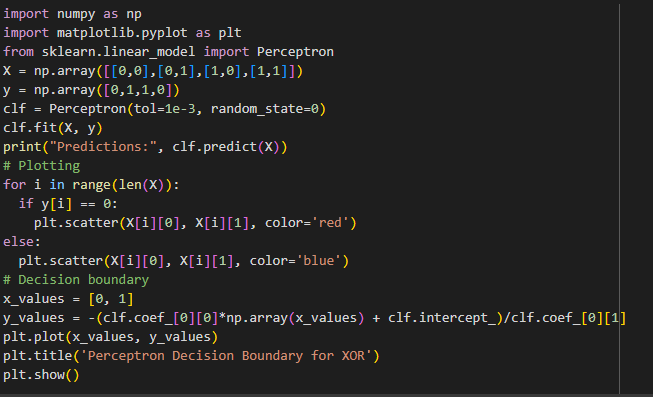 import numpy as np
import matplotlib.pyplot as plt
from sklearn.linear_model import Perceptron
X = np.array([[0,0],[0,1],[1,0],[1,1]])
y = np.array([0,1,1,0])
clf = Perceptron(tol=1e-3, random_state=0)
clf.fit(X, y)
print("Predictions:", clf.predict(X))
# Plotting
for i in range(len(X)):
  if y[i] == 0:
    plt.scatter(X[i][0], X[i][1], color='red')
else:
  plt.scatter(X[i][0], X[i][1], color='blue')
# Decision boundary
x_values = [0, 1]
y_values = -(clf.coef_[0][0]*np.array(x_values) + clf.intercept_)/clf.coef_[0][1]
plt.plot(x_values, y_values)
plt.title('Perceptron Decision Boundary for XOR')
plt.show()